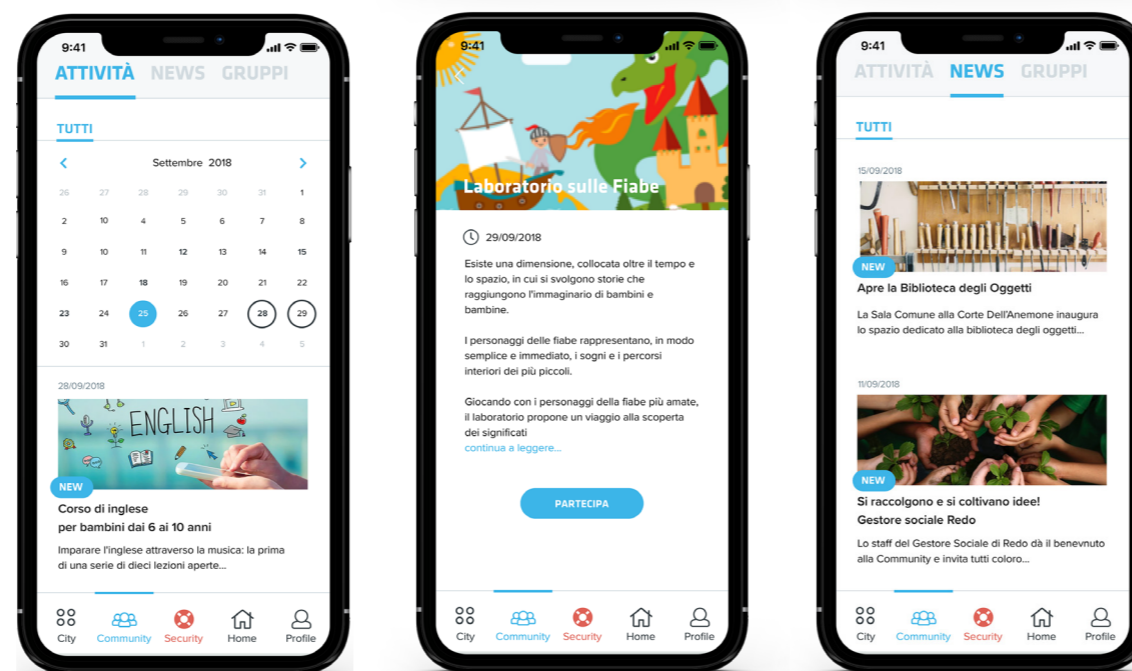 9:41
ATTIVITÀ NEWS GRUPPI
TUTTI
Settembre 2018
26 27 28 29 30 31 1
2 10 4 5 6 7 8
9 10 11 12 13 14 15
16 17 18 19 20 21 22
23 24 25 26 27 28 29
30 31 1 2 3 4 5
28/09/2018
ENGLISH
NEW
Corso di inglese
per bambini dai 6 ai 10 anni
Imparare l'inglese attraverso la musica: la prima
di una serie di dieci lezioni aperte...
City Community Security Home Profile
9:41
Laboratorio sulle Fiabe
29/09/2018
Esiste una dimensione, collocata oltre il tempo e
lo spazio, in cui si svolgono storie che
raggiungono l'immaginario di bambini e
bambine.
I personaggi delle fiabe rappresentano, in modo
semplice e immediato, i sogni e i percorsi
interiori dei più piccoli.
Giocando con i personaggi della fiabe più amate,
il laboratorio propone un viaggio alla scoperta
dei significati
continua a leggere...
PARTECIPA
City Community Security Home Profile
9:41
ATTIVITÀ NEWS GRUPPI
TUTTI
15/09/2018
NEW
Apre la Biblioteca degli Oggetti
La Sala Comune alla Corte Dell'Anemone inaugura
lo spazio dedicato alla biblioteca degli oggetti...
11/09/2018
NEW
Si raccolgono e si coltivano idee!
Gestore sociale Redo
Lo staff del Gestore Sociale di Redo dà il benevnuto
alla Community e invita tutti coloro...
City Community Security Home Profile